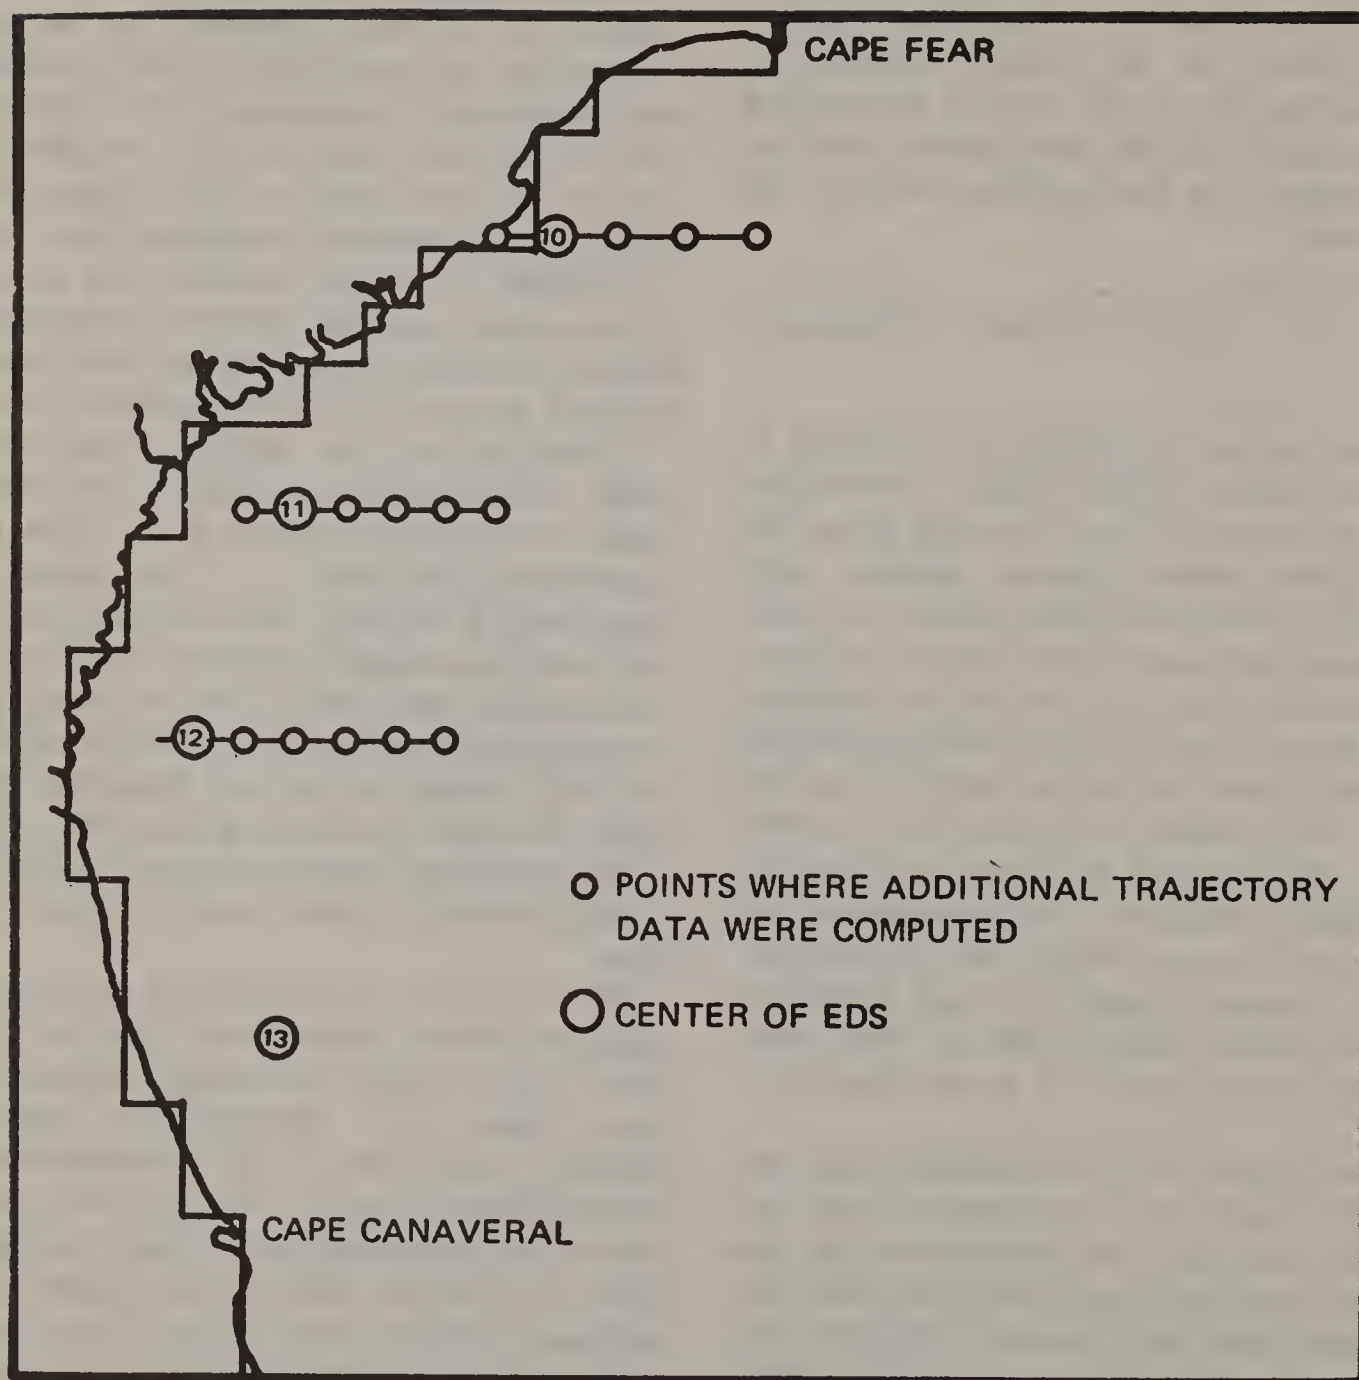 CAPE FEAR
10
11
12
POINTS WHERE ADDITIONAL TRAJECTORY
DATA WERE COMPUTED
CENTER OF EDS
13
CAPE CANAVERAL